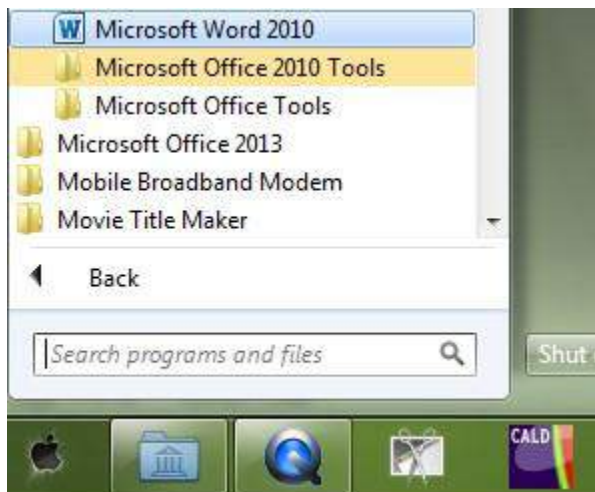 Microsoft Word 2010
Microsoft Office 2010 Tools
Microsoft Office Tools
Microsoft Office 2013
Mobile Broadband Modem
Movie Title Maker
Back
Search programs and files
Shut
CALD